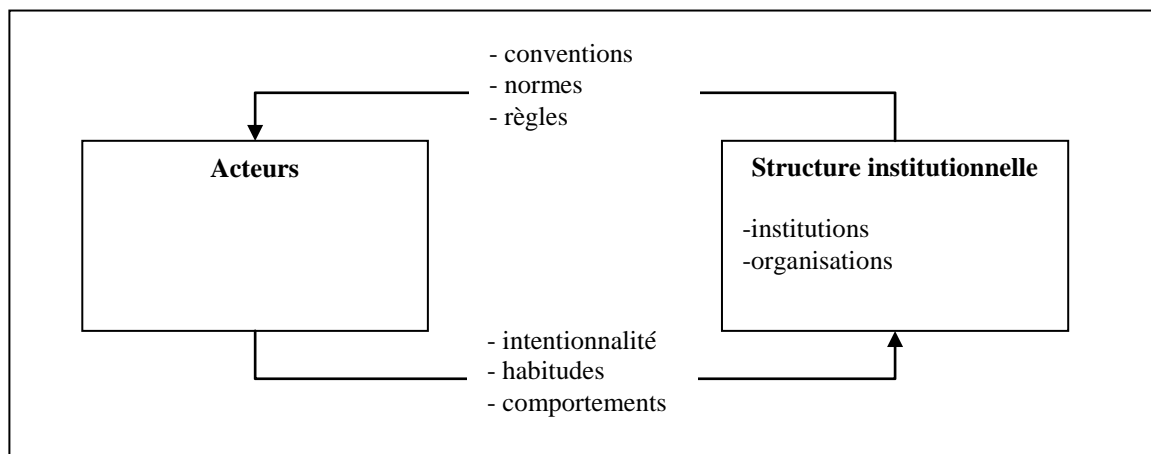 - conventions
- normes
- règles
Acteurs
Structure institutionnelle
-institutions
-organisations
- intentionnalité
- habitudes
- comportements